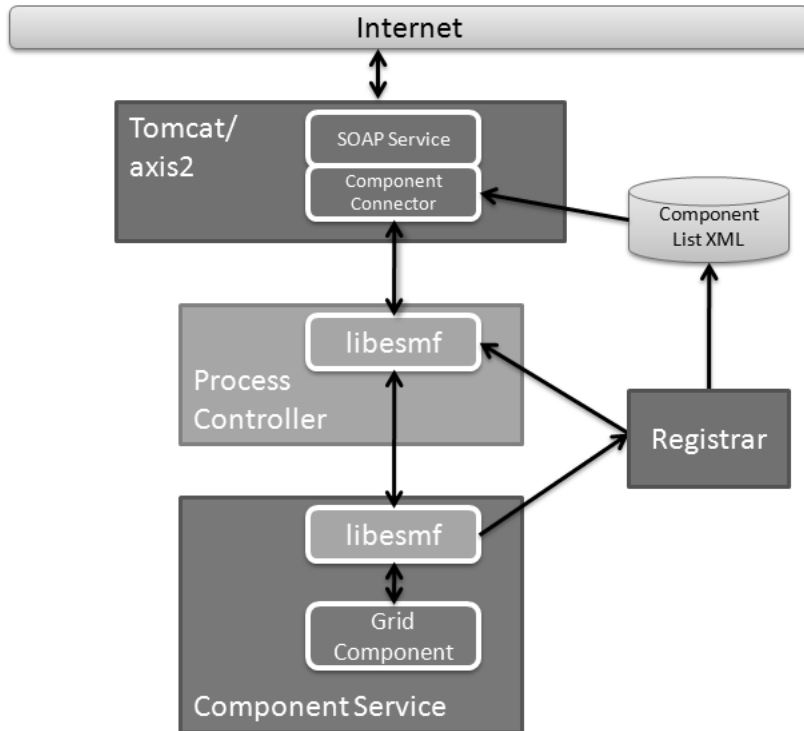 Internet
Tomcat/
axis2
SOAP Service
Component
Connector
Component
List XML
libesmf
Process
Controller
Registrar
libesmf
Grid
Component
Component Service